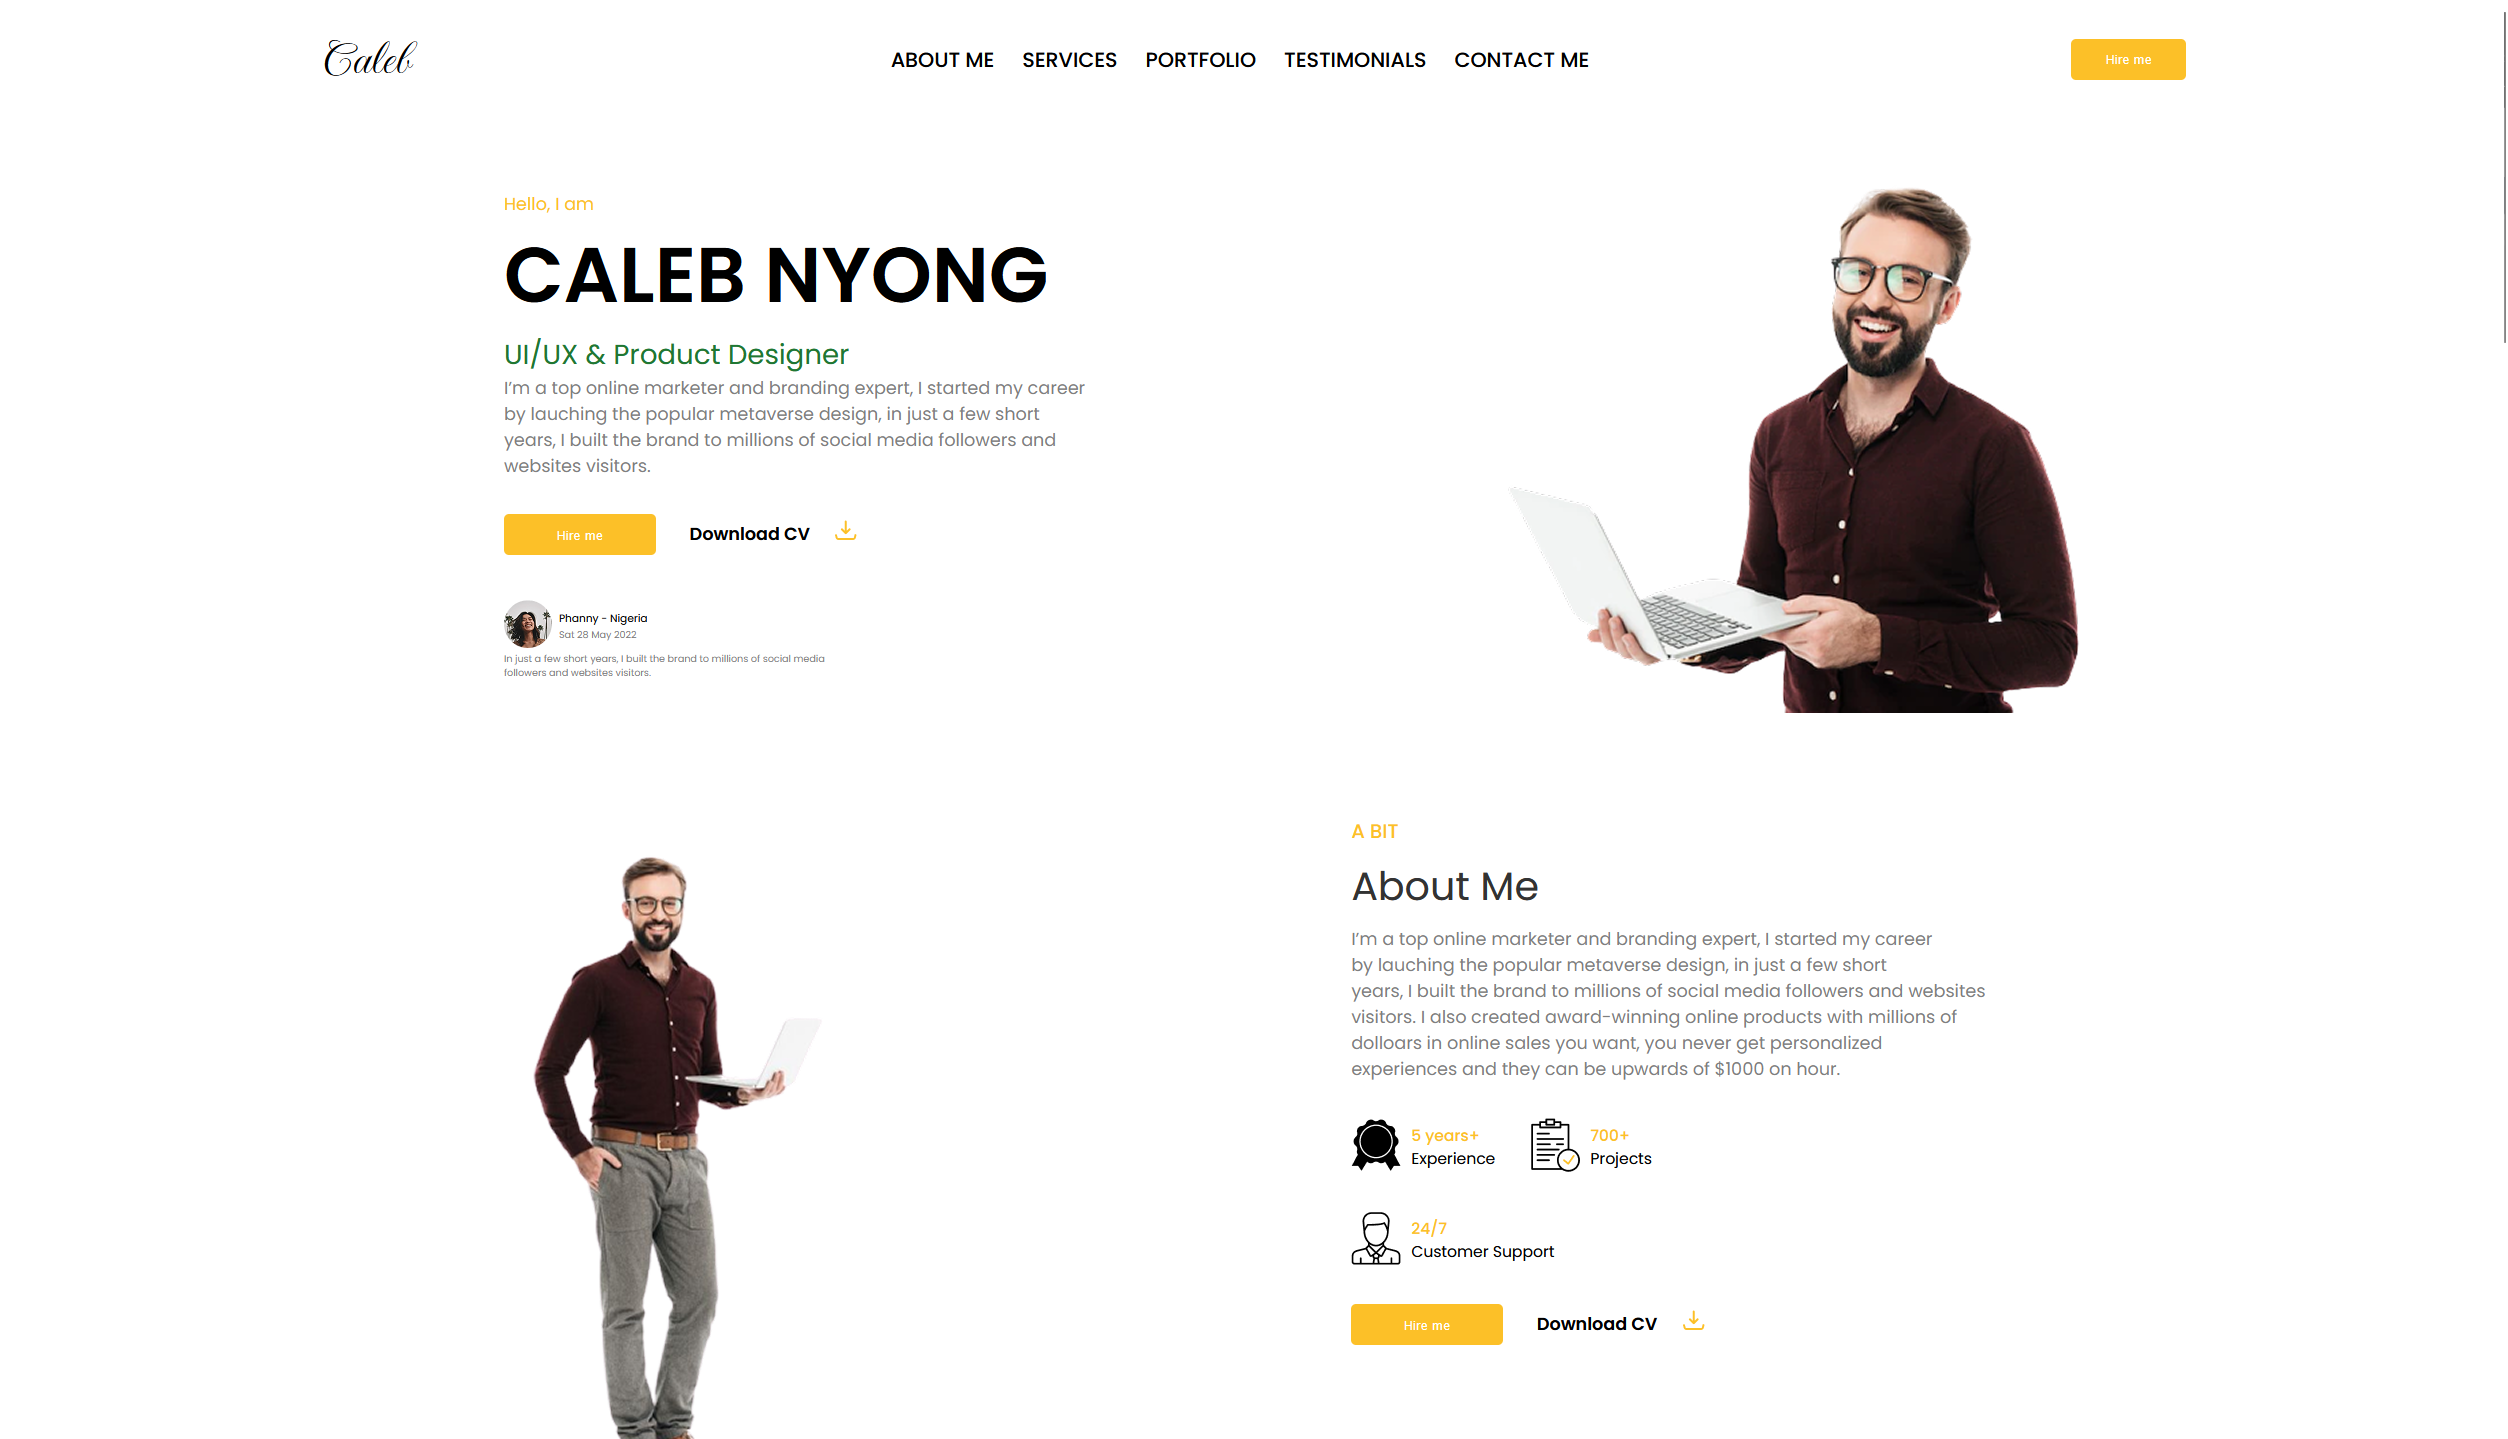 Caleb
ABOUT ME SERVICES PORTFOLIO TESTIMONIALS CONTACT ME
Hire me
Hello, I am
CALEB NYONG
UI/UX & Product Designer
I’m a top online marketer and branding expert, I started my career
by lauching the popular metaverse design, in just a few short
years, I built the brand to millions of social media followers and
websites visitors.
Hire me
Download CV
Phanny - Nigeria
Sat 28 May 2022
In just a few short years, I built the brand to millions of social media
followers and websites visitors.
A BIT
About Me
I’m a top online marketer and branding expert, I started my career
by lauching the popular metaverse design, in just a few short
years, I built the brand to millions of social media followers and websites
visitors. I also created award-winning online products with millions of
dolloars in online sales you want, you never get personalized
experiences and they can be upwards of $1000 on hour.
5 years+
Experience
700+
Projects
24/7
Customer Support
Hire me
Download CV